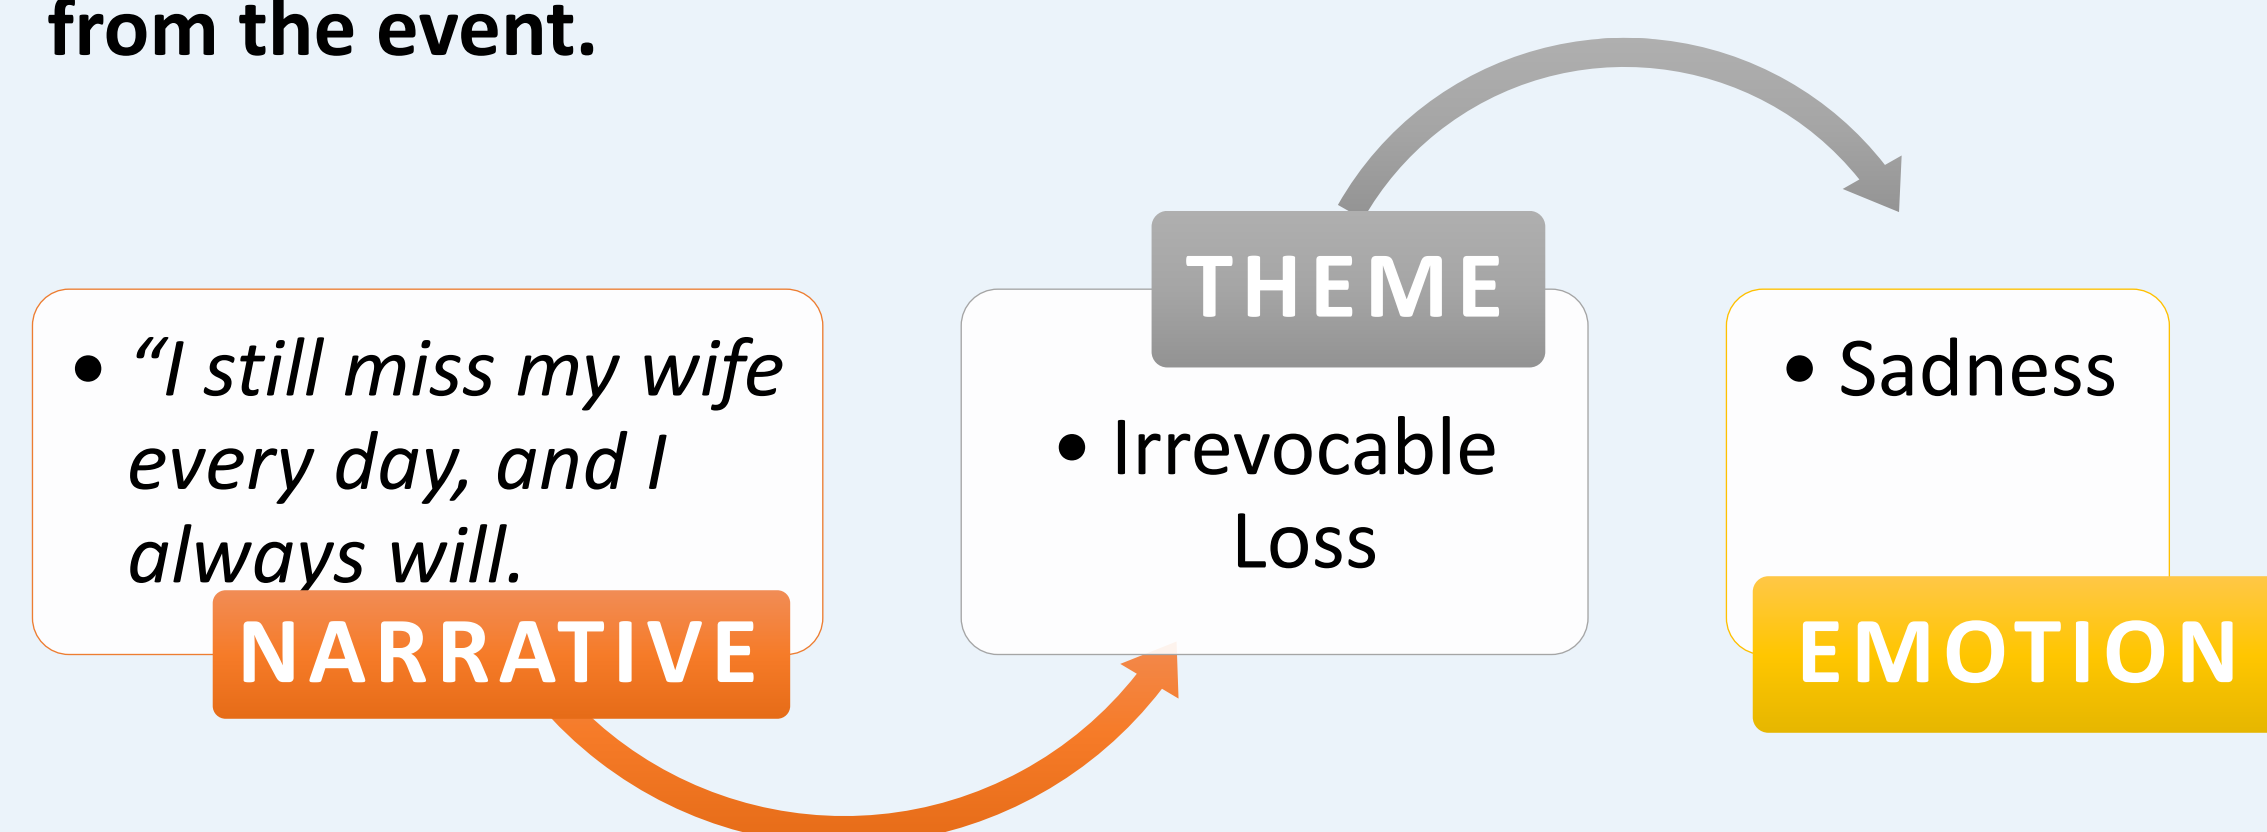 from the event.
• “I still miss my wife
every day, and I
always will.
NARRATIVE
THEME
• Irrevocable
Loss
• Sadness
EMOTION